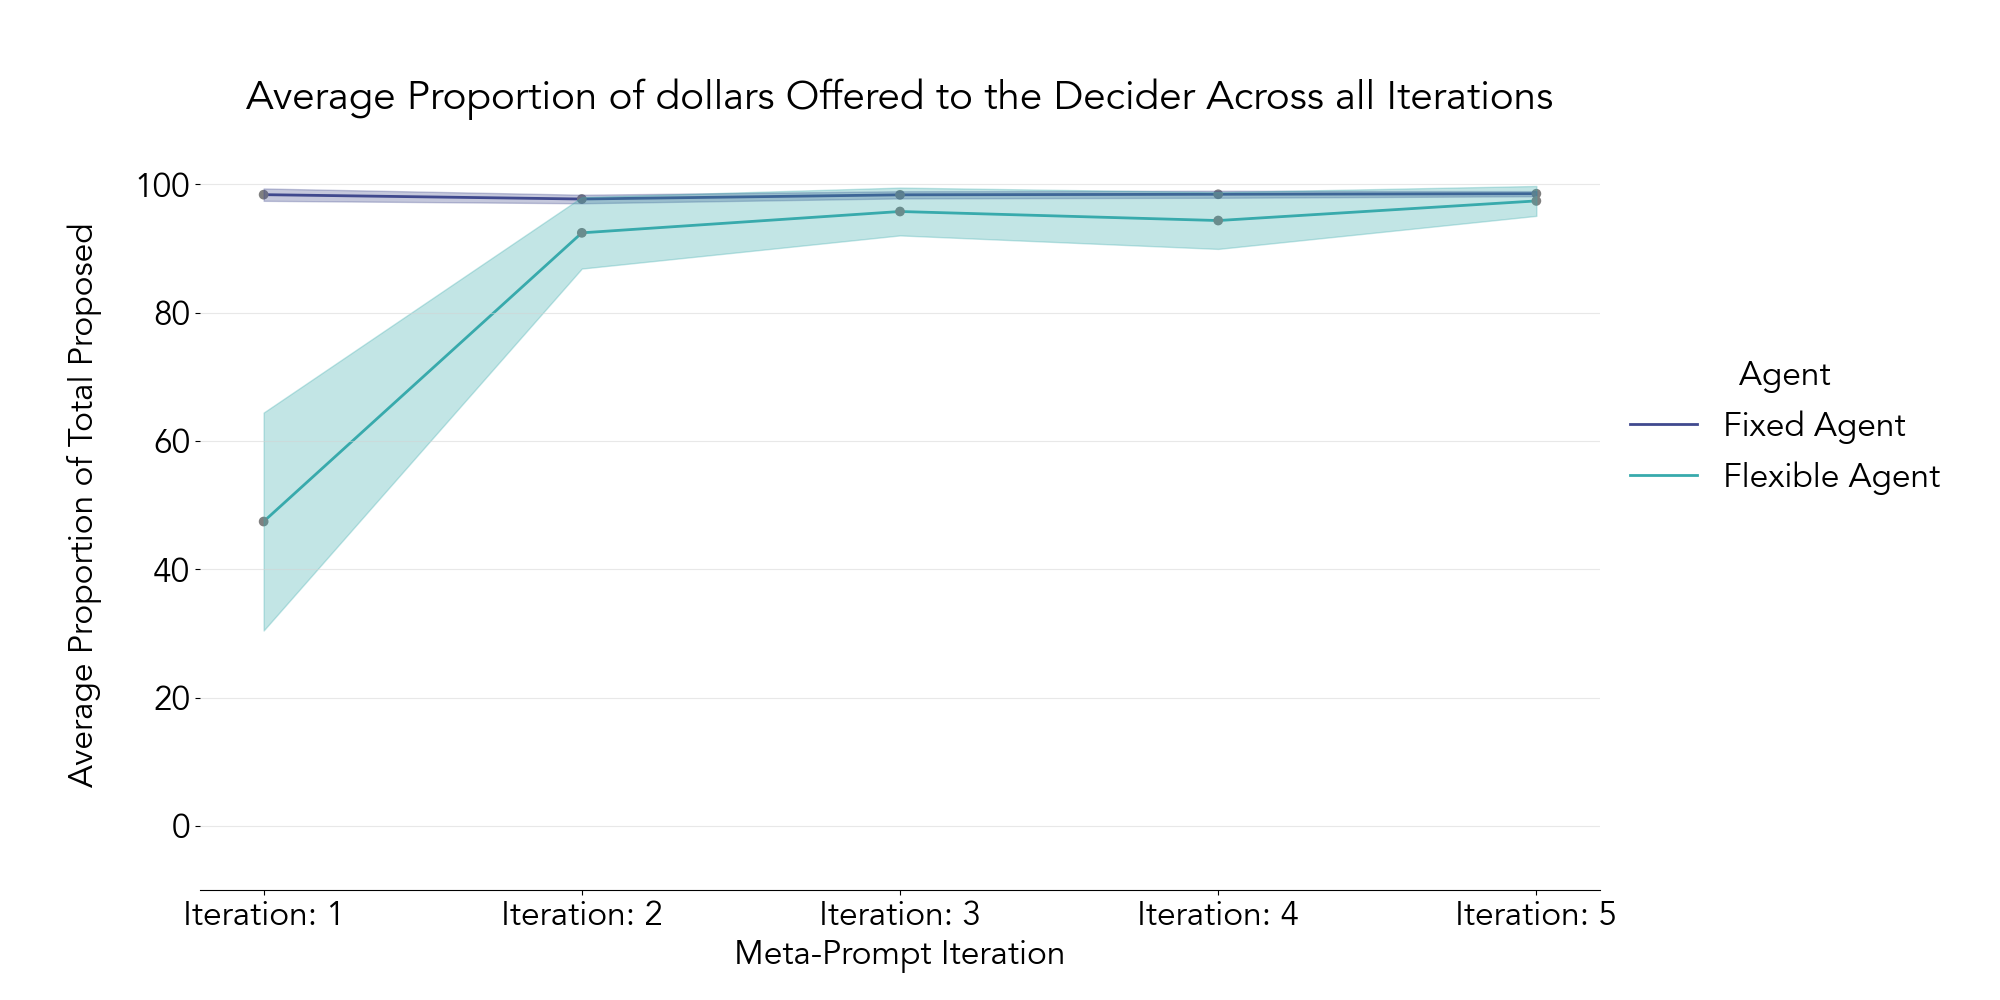 Average Proportion of dollars Offered to the Decider Across all Iterations
Average Proportion of Total Proposed
100
80
60
40
20
0
Iteration: 1
Iteration: 2
Iteration: 3
Iteration: 4
Iteration: 5
Meta-Prompt Iteration
Agent
Fixed Agent
Flexible Agent